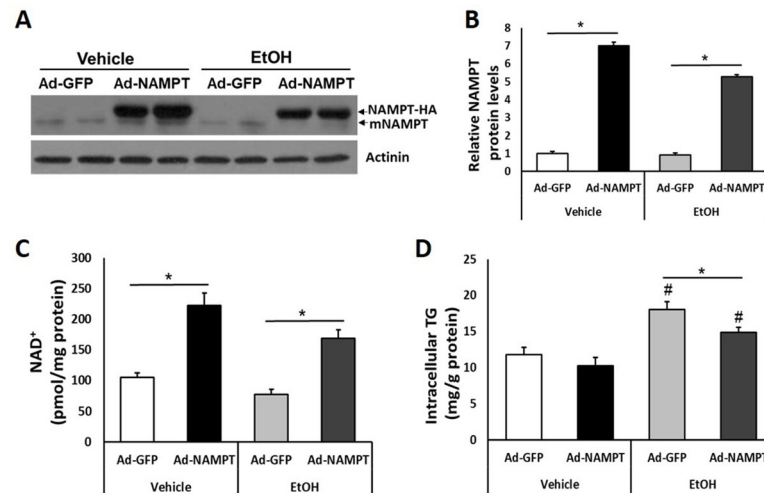 A
Vehicle
EtOH
Ad-GFP Ad-NAMPT Ad-GFP Ad-NAMPT
NAMPT-HA
mNAMPT
Actinin
B
Relative NAMPT
protein levels
8
7
6
5
4
3
2
1
0
*
*
Ad-GFP Ad-NAMPT Ad-GFP Ad-NAMPT
Vehicle EtOH
C
NAD⁺
(pmol/mg protein)
300
250
200
150
100
50
0
*
*
Ad-GFP Ad-NAMPT Ad-GFP Ad-NAMPT
Vehicle EtOH
D
Intracellular TG
(mg/g protein)
25
20
15
10
5
0
*
#
#
Ad-GFP Ad-NAMPT Ad-GFP Ad-NAMPT
Vehicle EtOH